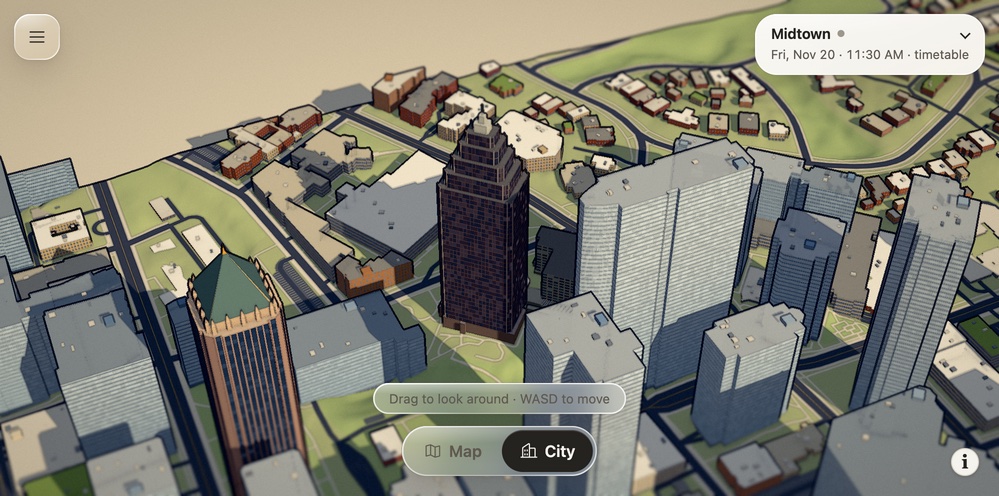 Midtown
Fri, Nov 20 · 11:30 AM · timetable
Drag to look around · WASD to move
Map
City
i